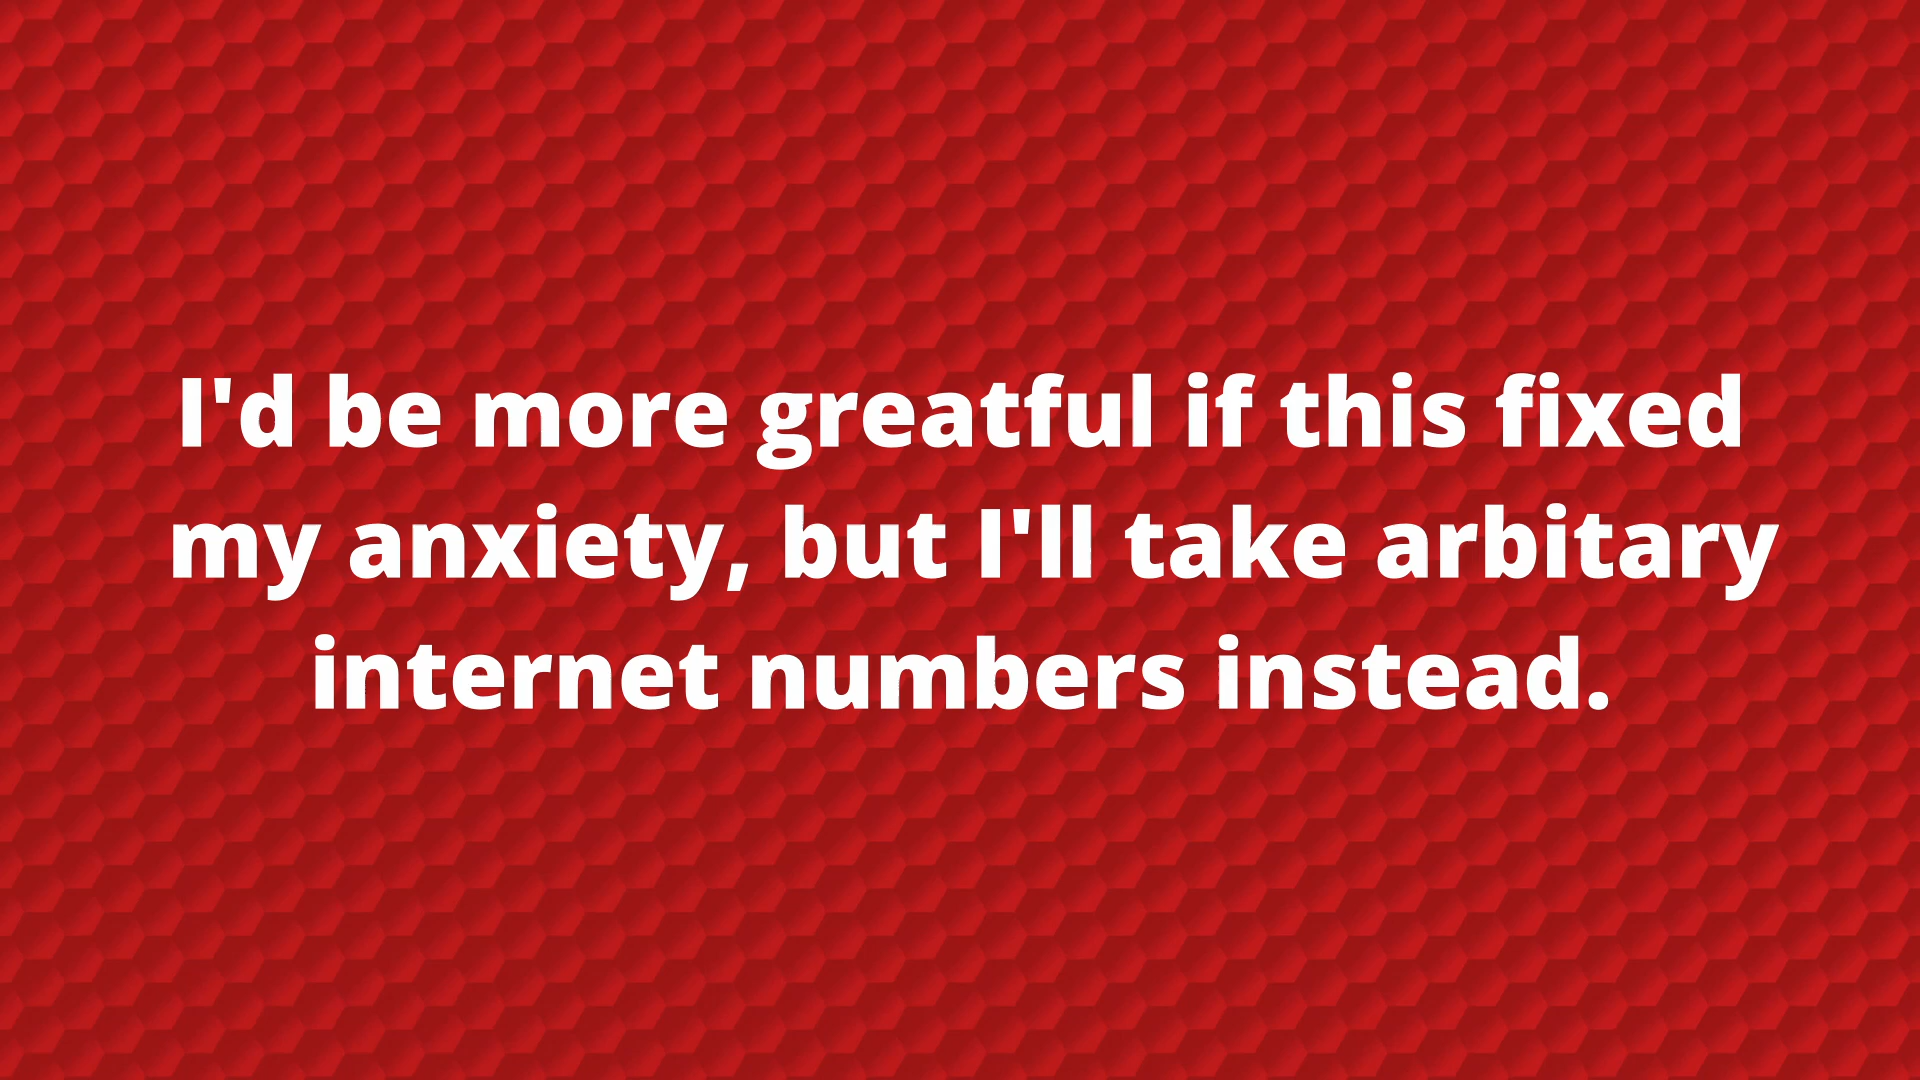 I'd be more greatful if this fixed
my anxiety, but I'll take arbitary
internet numbers instead.